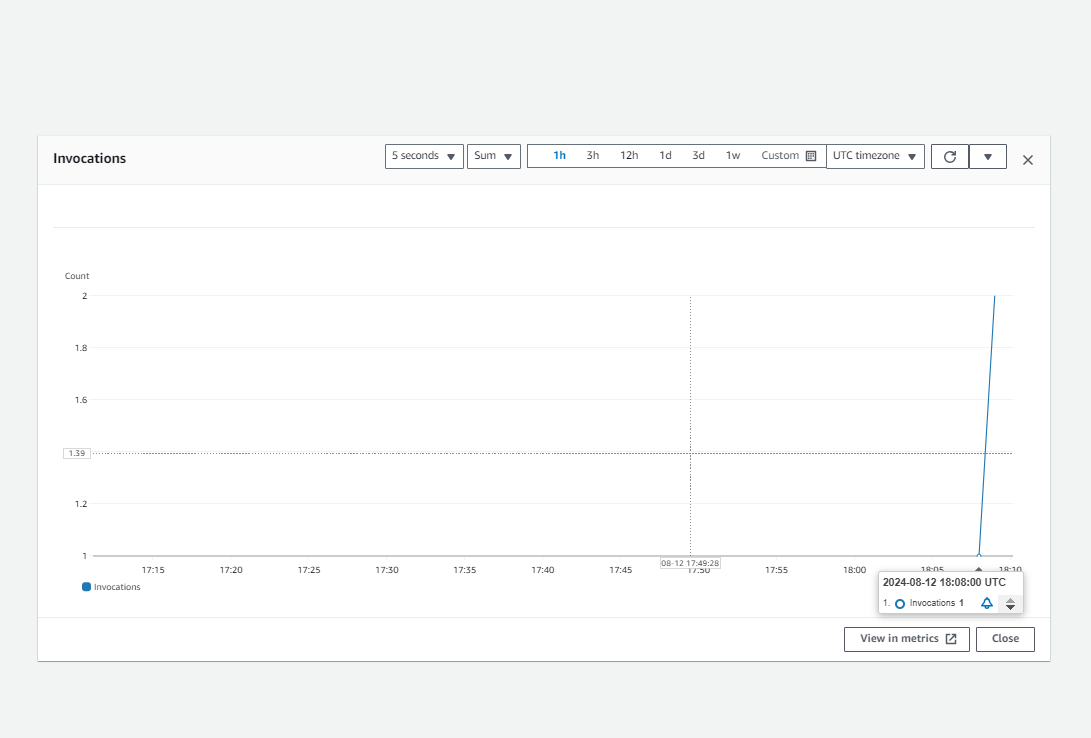 Invocations
5 seconds
Sum
1h 3h 12h 1d 3d 1w Custom
UTC timezone
Count
2
1.8
1.6
1.39
1.2
1
08-12 17:49:28
17:15 17:20 17:25 17:30 17:35 17:40 17:45 17:50 17:55 18:00 18:05 18:10
Invocations
2024-08-12 18:08:00 UTC
1. Invocations 1
View in metrics
Close